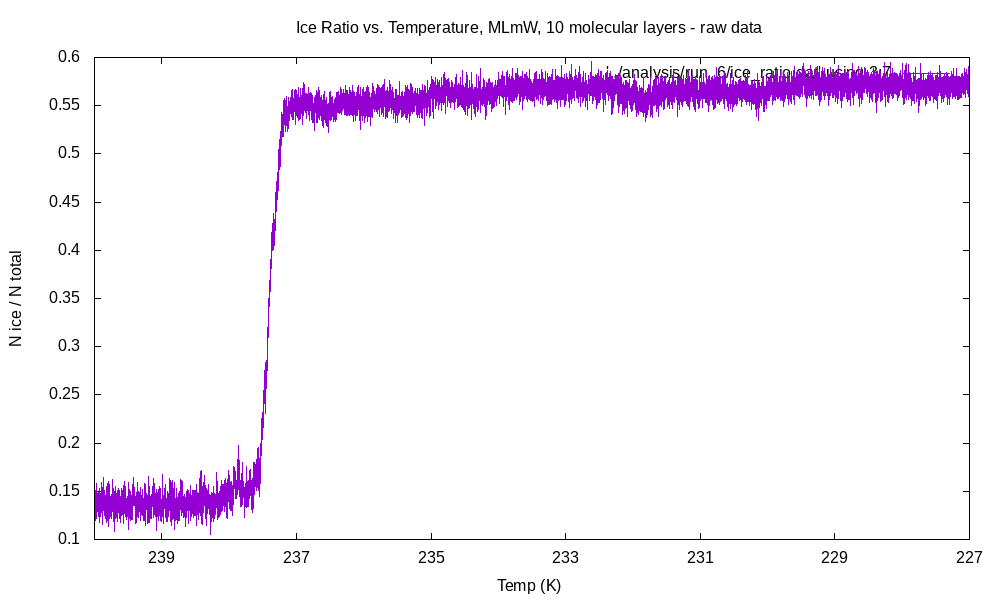 Ice Ratio vs. Temperature, MLmW, 10 molecular layers - raw data
0.6
0.55
0.5
0.45
0.4
0.35
0.3
0.25
0.2
0.15
0.1
N ice / N total
239 237 235 233 231 229 227
Temp (K)